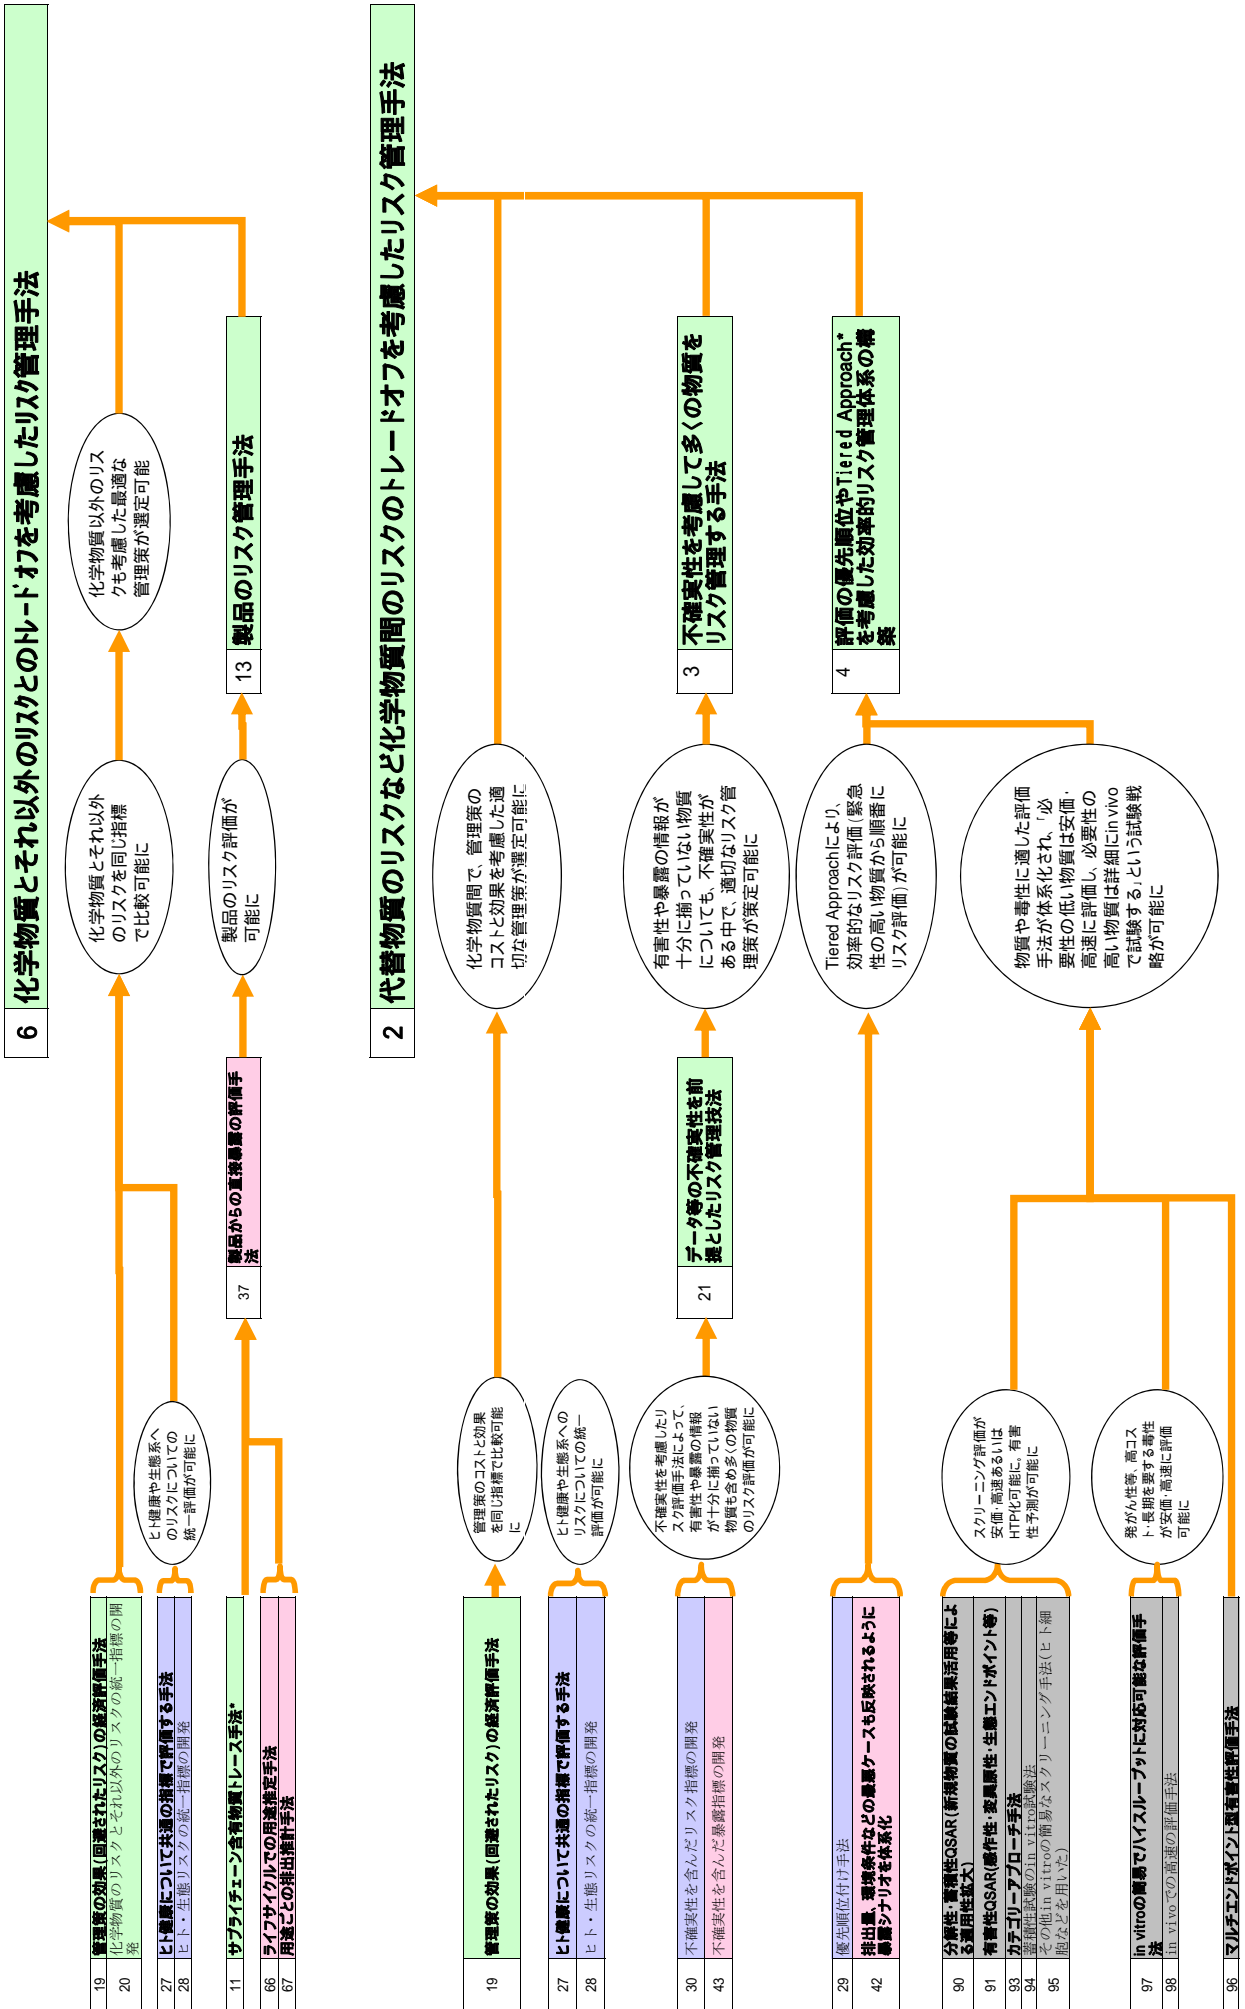 6 化学物質とそれ以外のリスクとのトレードオフを考慮したリスク管理手法
19 管理策の効果(回避されたリスク)の経済評価手法
20 化学物質のリスクとそれ以外のリスクの統一指標の開
発
27 ヒト健康について共通の指標で評価する手法
28 ヒト・生態リスクの統一指標の開発
ヒト健康や生態系へ
のリスクについての
統一評価が可能に
化学物質とそれ以外
のリスクを同じ指標
で比較可能に
化学物質以外のリス
クも考慮した最適な
管理策が選定可能
11 サプライチェーン含有物質トレース手法*
66 ライフサイクルでの用途推定手法
67 用途ごとの排出推計手法
37 製品からの直接暴露の評価手
法
製品のリスク評価が
可能に
13 製品のリスク管理手法
2 代替物質のリスクなど化学物質間のリスクのトレードオフを考慮したリスク管理手法
19 管理策の効果(回避されたリスク)の経済評価手法
管理策のコストと効果
を同じ指標で比較可能
に
化学物質間で、管理策の
コストと効果を考慮した適
切な管理策が選定可能に
27 ヒト健康について共通の指標で評価する手法
28 ヒト・生態リスクの統一指標の開発
ヒト健康や生態系への
リスクについての統一
評価が可能に
30 不確実性を含んだリスク指標の開発
43 不確実性を含んだ暴露指標の開発
不確実性を考慮したリ
スク評価手法によって、
有害性や暴露の情報
が十分に揃っていない
物質も含め多くの物質
のリスク評価が可能に
21 データ等の不確実性を前
提としたリスク管理技法
有害性や暴露の情報が
十分に揃っていない物質
についても、不確実性が
ある中で、適切なリスク管
理策が策定可能に
3 不確実性を考慮して多くの物質を
リスク管理する手法
29 優先順位付け手法
42 排出量、環境条件などの最悪ケースも反映されるように
暴露シナリオを体系化
Tiered Approachにより、
効率的なリスク評価(緊急
性の高い物質から順番に
リスク評価)が可能に
4 評価の優先順位やTiered Approach*
を考慮した効率的リスク管理体系の構
築
90 分解性・蓄積性QSAR(新規物質の試験結果活用等によ
る適用性拡大)
91 有害性QSAR(感作性・変異原性・生態エンドポイント等)
93 カテゴリーアプローチ手法
94 蓄積性試験のin vitro試験法
95 その他in vitroの簡易なスクリーニング手法(ヒト細
胞などを用いた)
スクリーニング評価が
安価・高速あるいは
HTP化可能に。有害
性予測が可能に
97 in vitroの簡易でハイスループットに対応可能な評価手
法
98 in vivoでの高速の評価手法
発がん性等、高コス
ト・長期を要する毒性
が安価・高速に評価
可能に
96 マルチエンドポイント型有害性評価手法
物質や毒性に適した評価
手法が体系化され、「必
要性の低い物質は安価・
高速に評価し、必要性の
高い物質は詳細にin vivo
で試験する」という試験戦
略が可能に